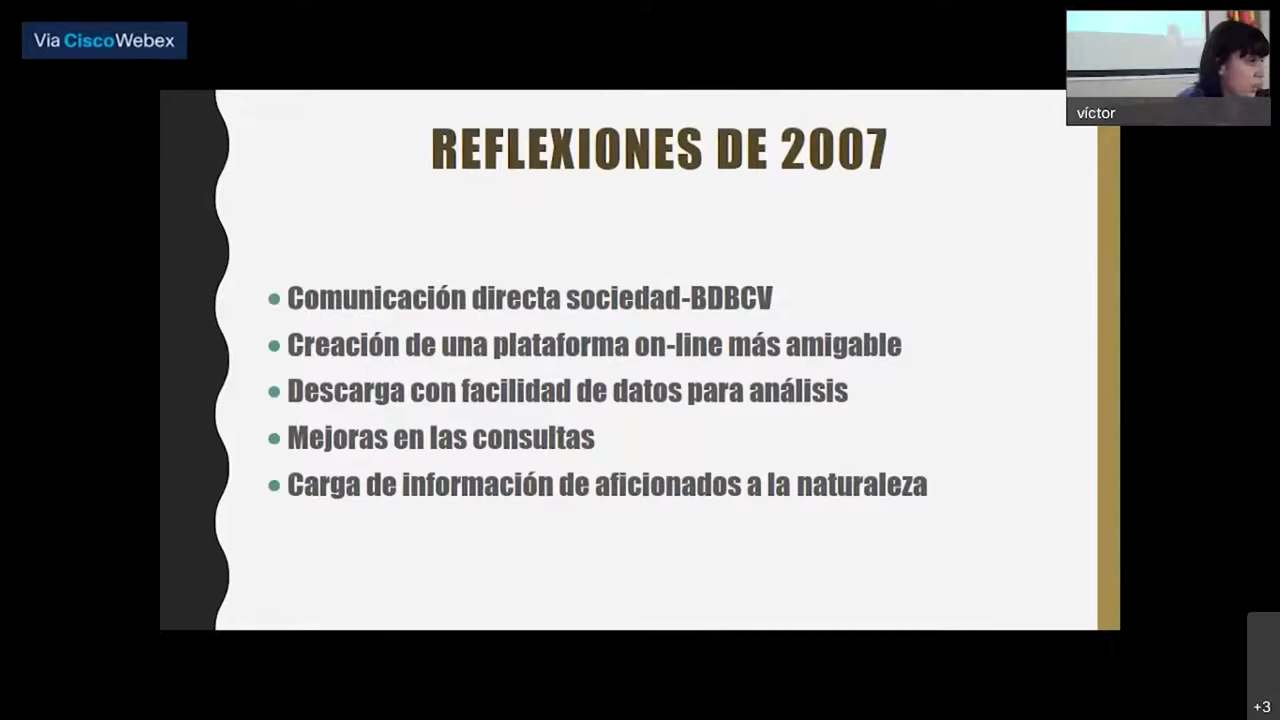 Via CiscoWebex
víctor
REFLEXIONES DE 2007
• Comunicación directa sociedad-BDBCV
• Creación de una plataforma on-line más amigable
• Descarga con facilidad de datos para análisis
• Mejoras en las consultas
• Carga de información de aficionados a la naturaleza
+3